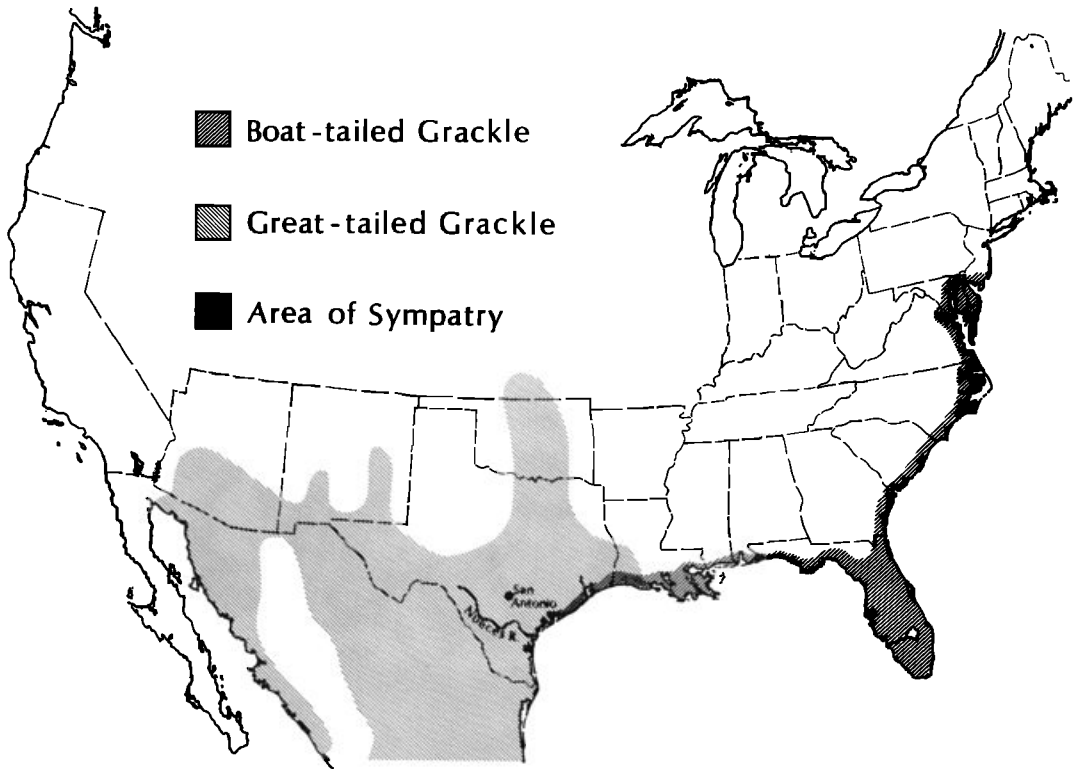 Boat-tailed Grackle
Great-tailed Grackle
Area of Sympatry
San
Antonio
Nueces R.